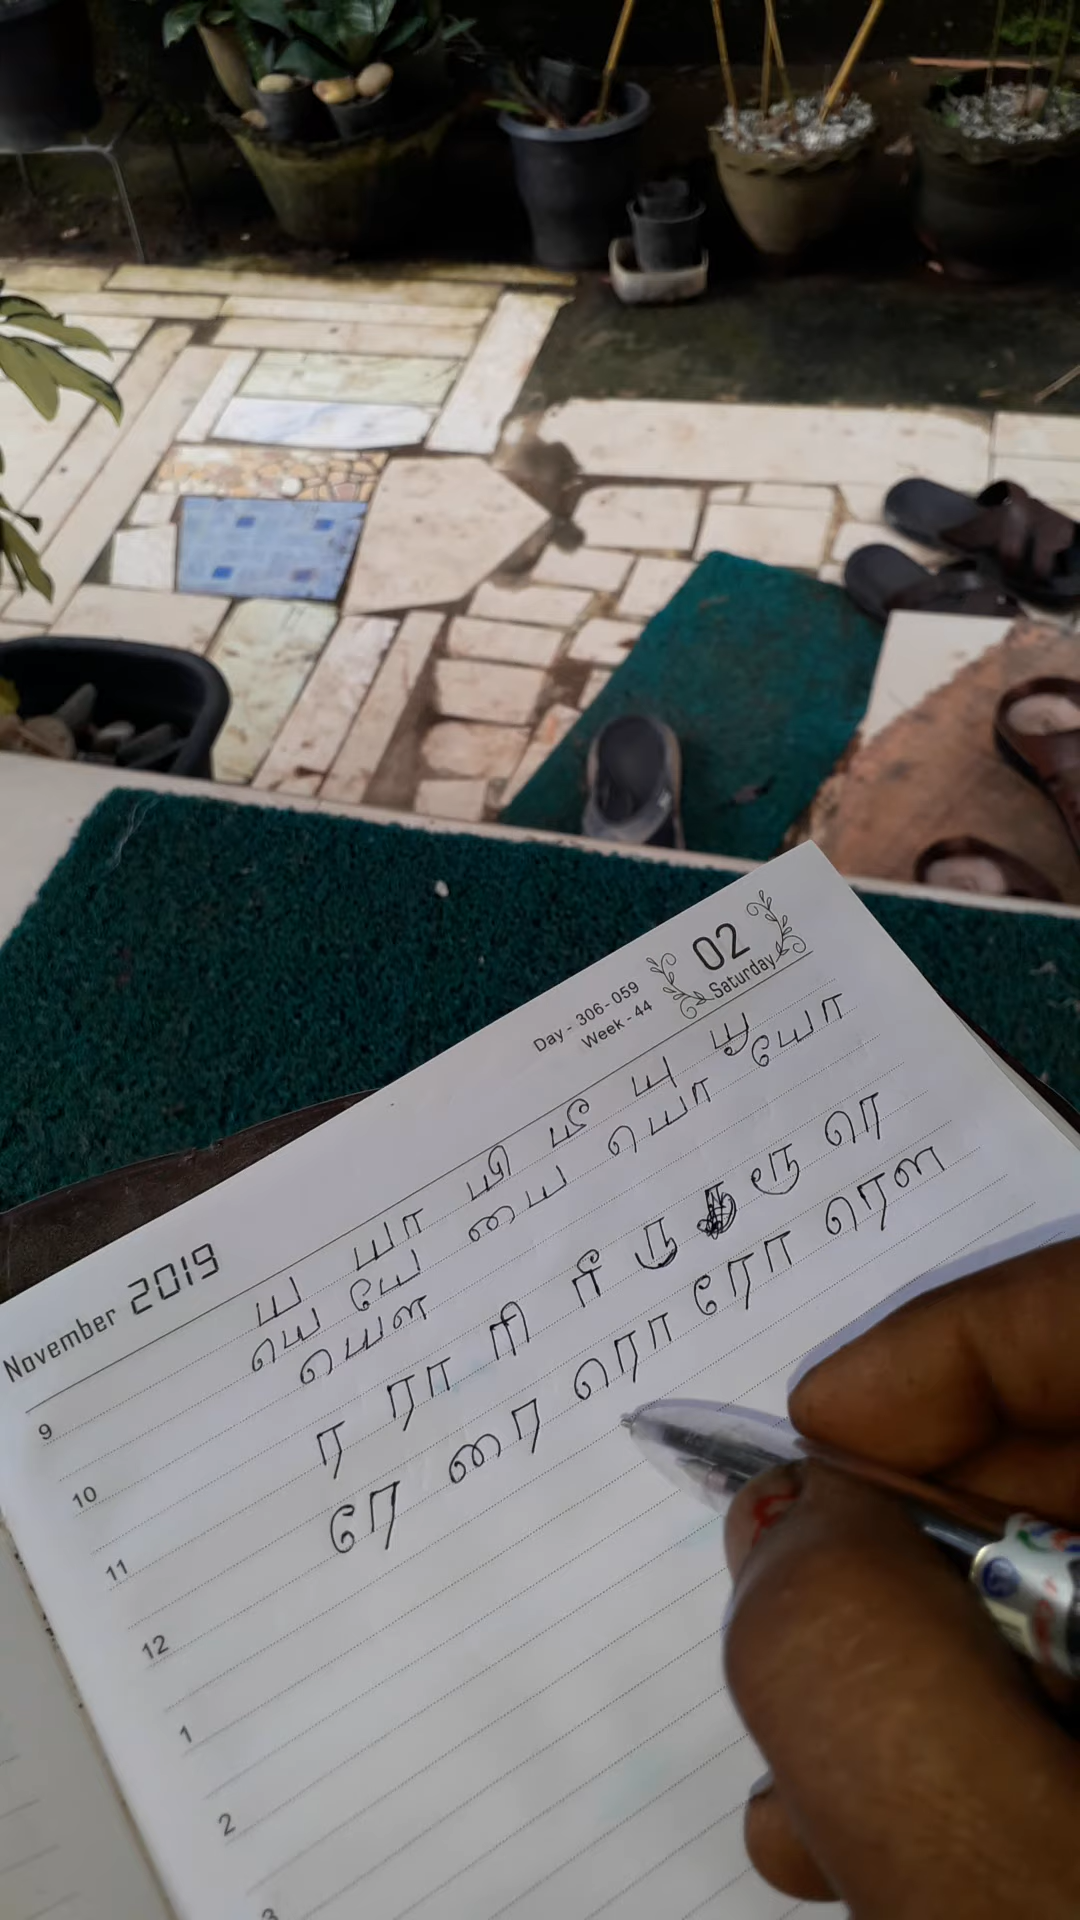 Day - 306-059
Week - 44
02
Saturday
November 2019
ய யா யி யீ யு யூ
யெ யே யை யொ யோ
யௌ
ர ரா ரி ரீ ரு ரூ ரெ
ரே ரை ரொ ரோ ரௌ
9
10
11
12
1
2
3